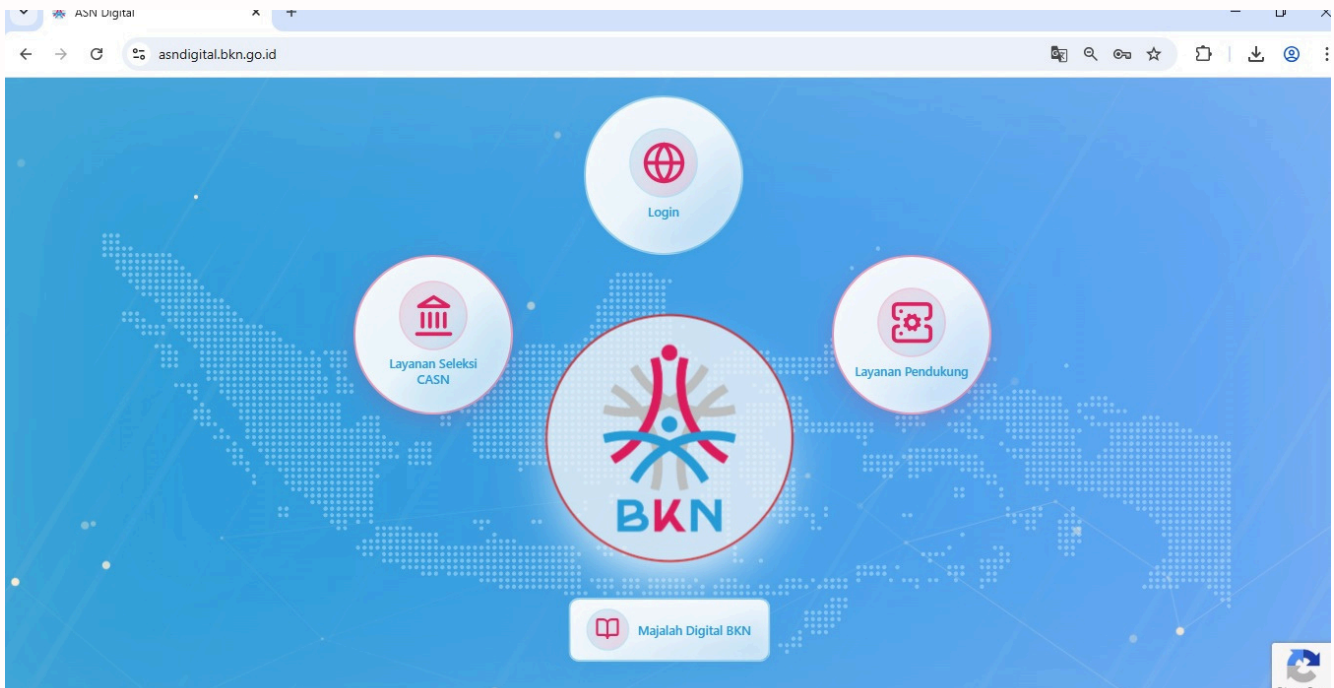 ASN Digital
asndigital.bkn.go.id
Login
Layanan Seleksi
CASN
Layanan Pendukung
BKN
Majalah Digital BKN